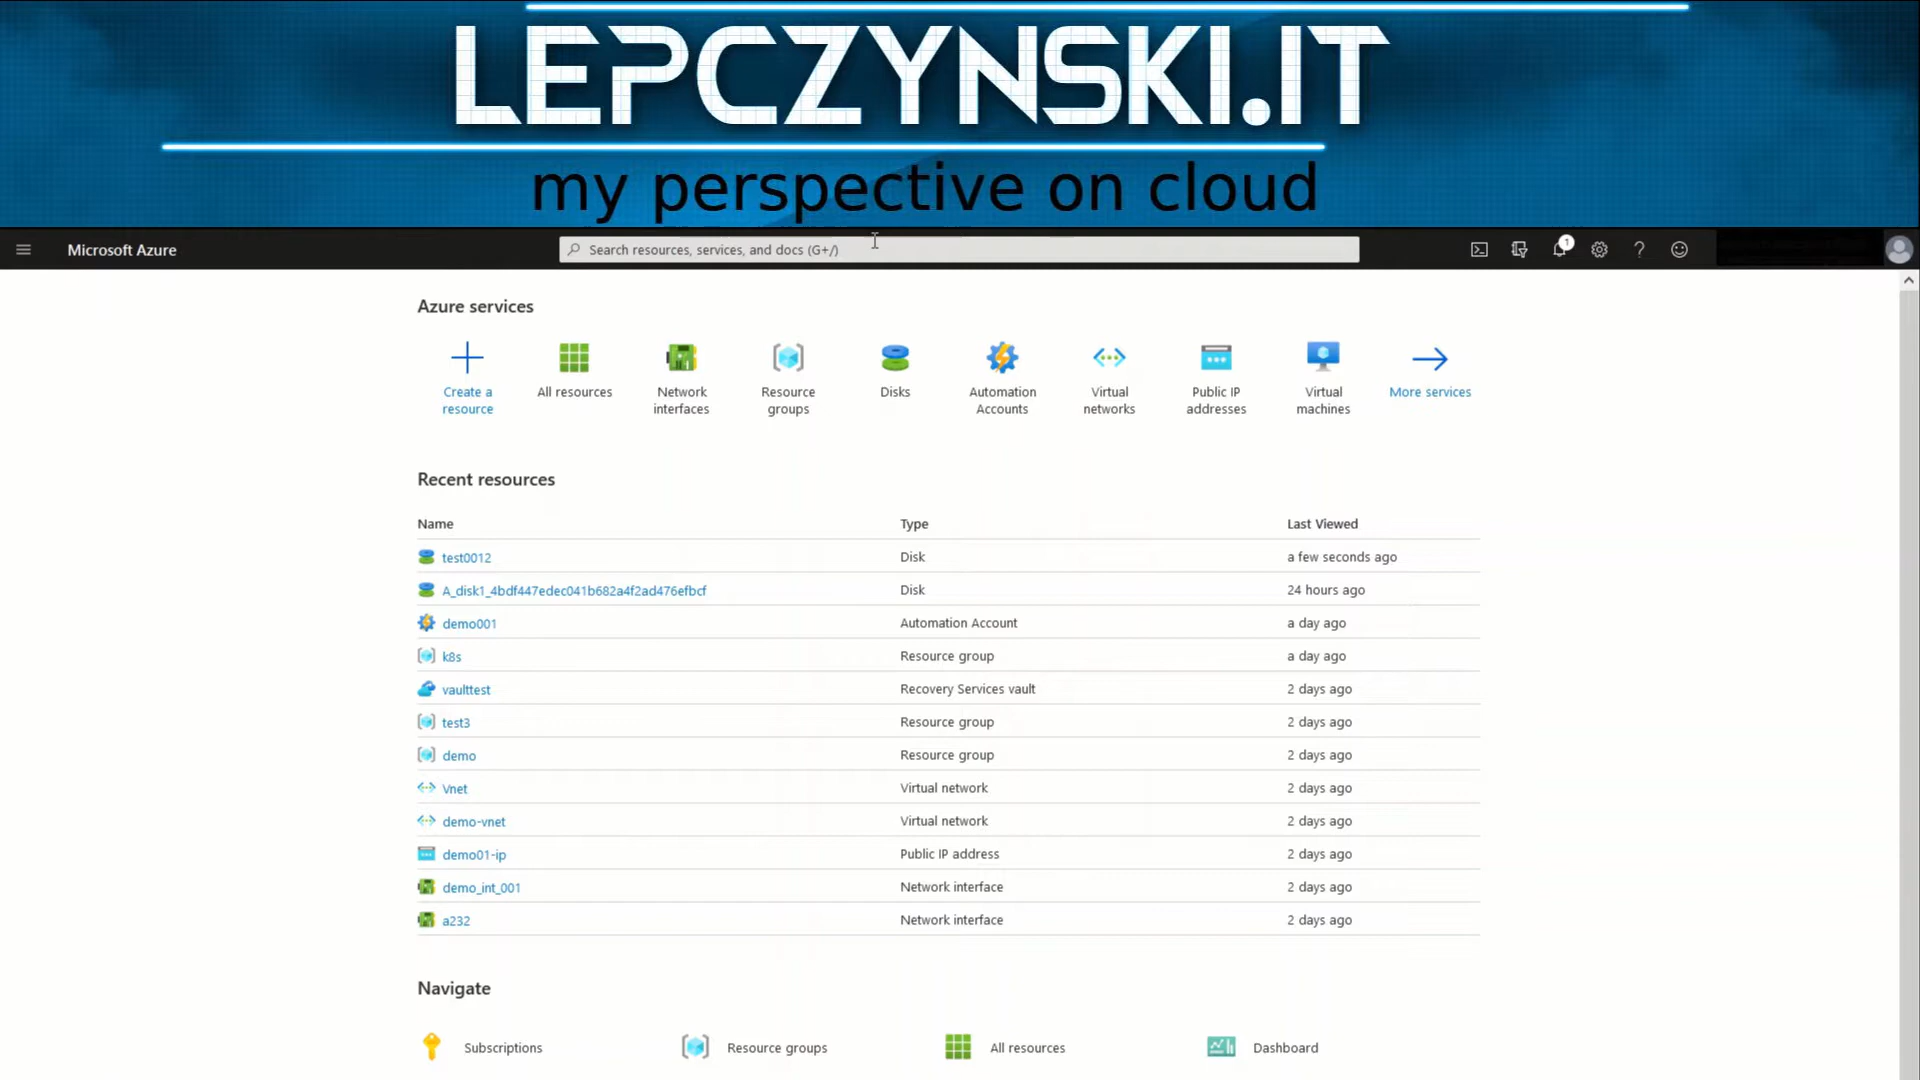 LEPCZYNSKI.IT
my perspective on cloud
Microsoft Azure
Search resources, services, and docs (G+/)
1
Azure services
Create a resource
All resources
Network interfaces
Resource groups
Disks
Automation Accounts
Virtual networks
Public IP addresses
Virtual machines
More services
Recent resources
Name Type Last Viewed
test0012 Disk a few seconds ago
A_disk1_4bdf447edec041b682a4f2ad476efbcf Disk 24 hours ago
demo001 Automation Account a day ago
k8s Resource group a day ago
vaulttest Recovery Services vault 2 days ago
test3 Resource group 2 days ago
demo Resource group 2 days ago
Vnet Virtual network 2 days ago
demo-vnet Virtual network 2 days ago
demo01-ip Public IP address 2 days ago
demo_int_001 Network interface 2 days ago
a232 Network interface 2 days ago
Navigate
Subscriptions Resource groups All resources Dashboard